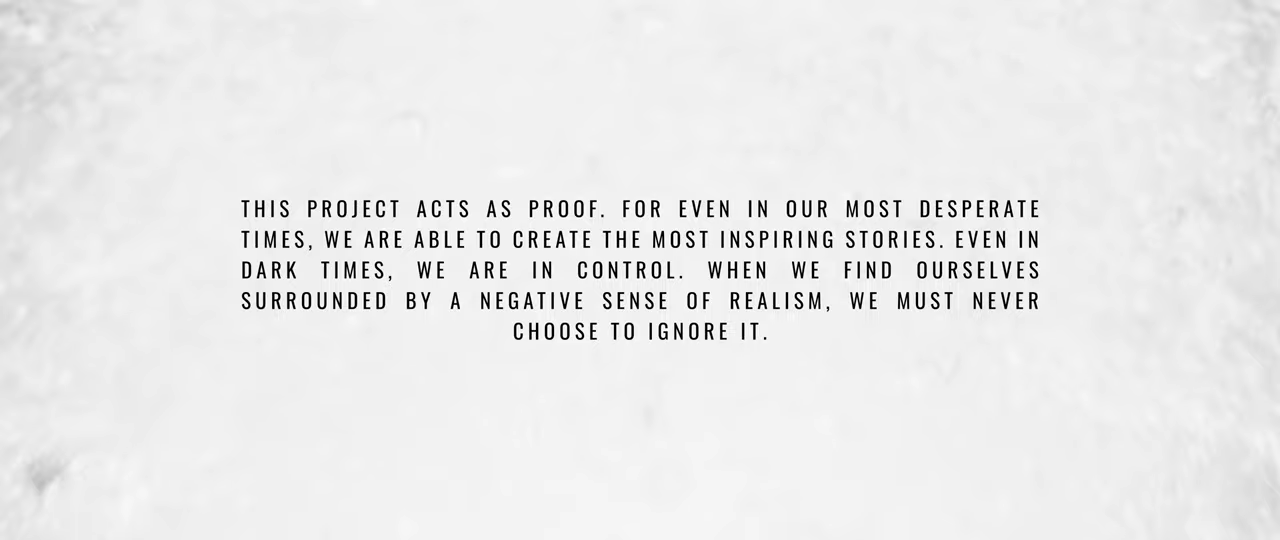 THIS PROJECT ACTS AS PROOF. FOR EVEN IN OUR MOST DESPERATE
TIMES, WE ARE ABLE TO CREATE THE MOST INSPIRING STORIES. EVEN IN
DARK TIMES, WE ARE IN CONTROL. WHEN WE FIND OURSELVES
SURROUNDED BY A NEGATIVE SENSE OF REALISM, WE MUST NEVER
CHOOSE TO IGNORE IT.